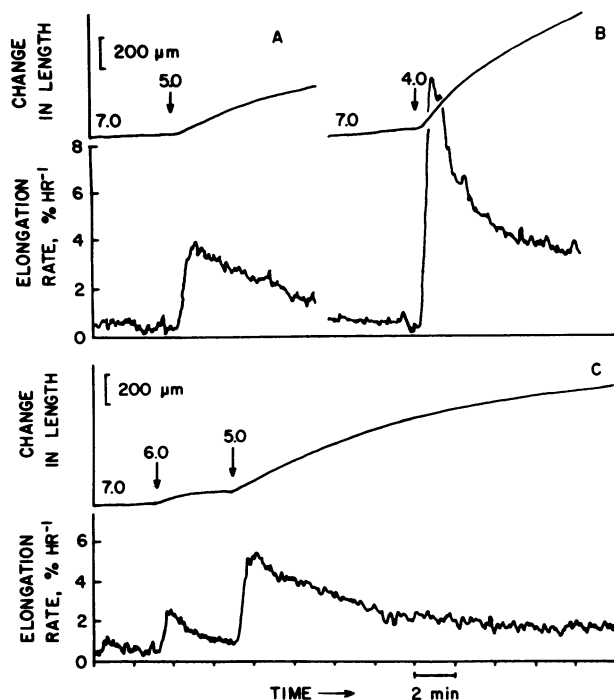 A
B
CHANGE
IN LENGTH
200 µm
5.0
7.0
4.0
7.0
ELONGATION
RATE, % HR⁻¹
8
6
4
2
0
C
CHANGE
IN LENGTH
200 µm
7.0
6.0
5.0
ELONGATION
RATE, % HR⁻¹
6
4
2
0
TIME →
2 min